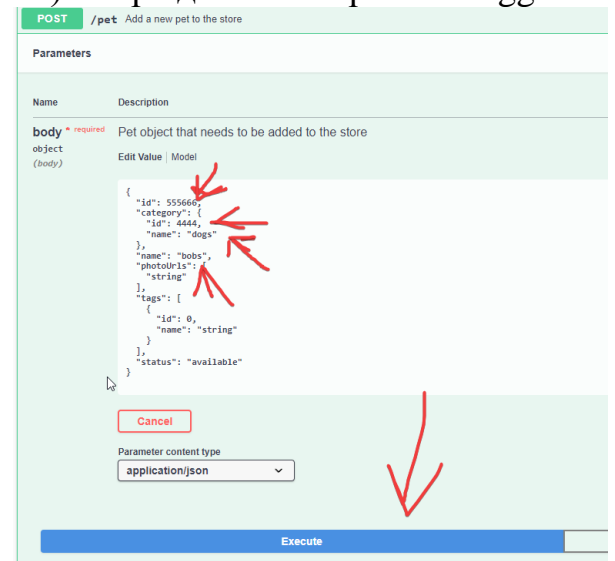 POST /pet Add a new pet to the store
Parameters
Name Description
body * required Pet object that needs to be added to the store
object
(body)
Edit Value | Model
{
"id": 555666,
"category": {
"id": 4444,
"name": "dogs"
},
"name": "bobs",
"photoUrls": [
"string"
],
"tags": [
{
"id": 0,
"name": "string"
}
],
"status": "available"
}
Cancel
Parameter content type
application/json
Execute